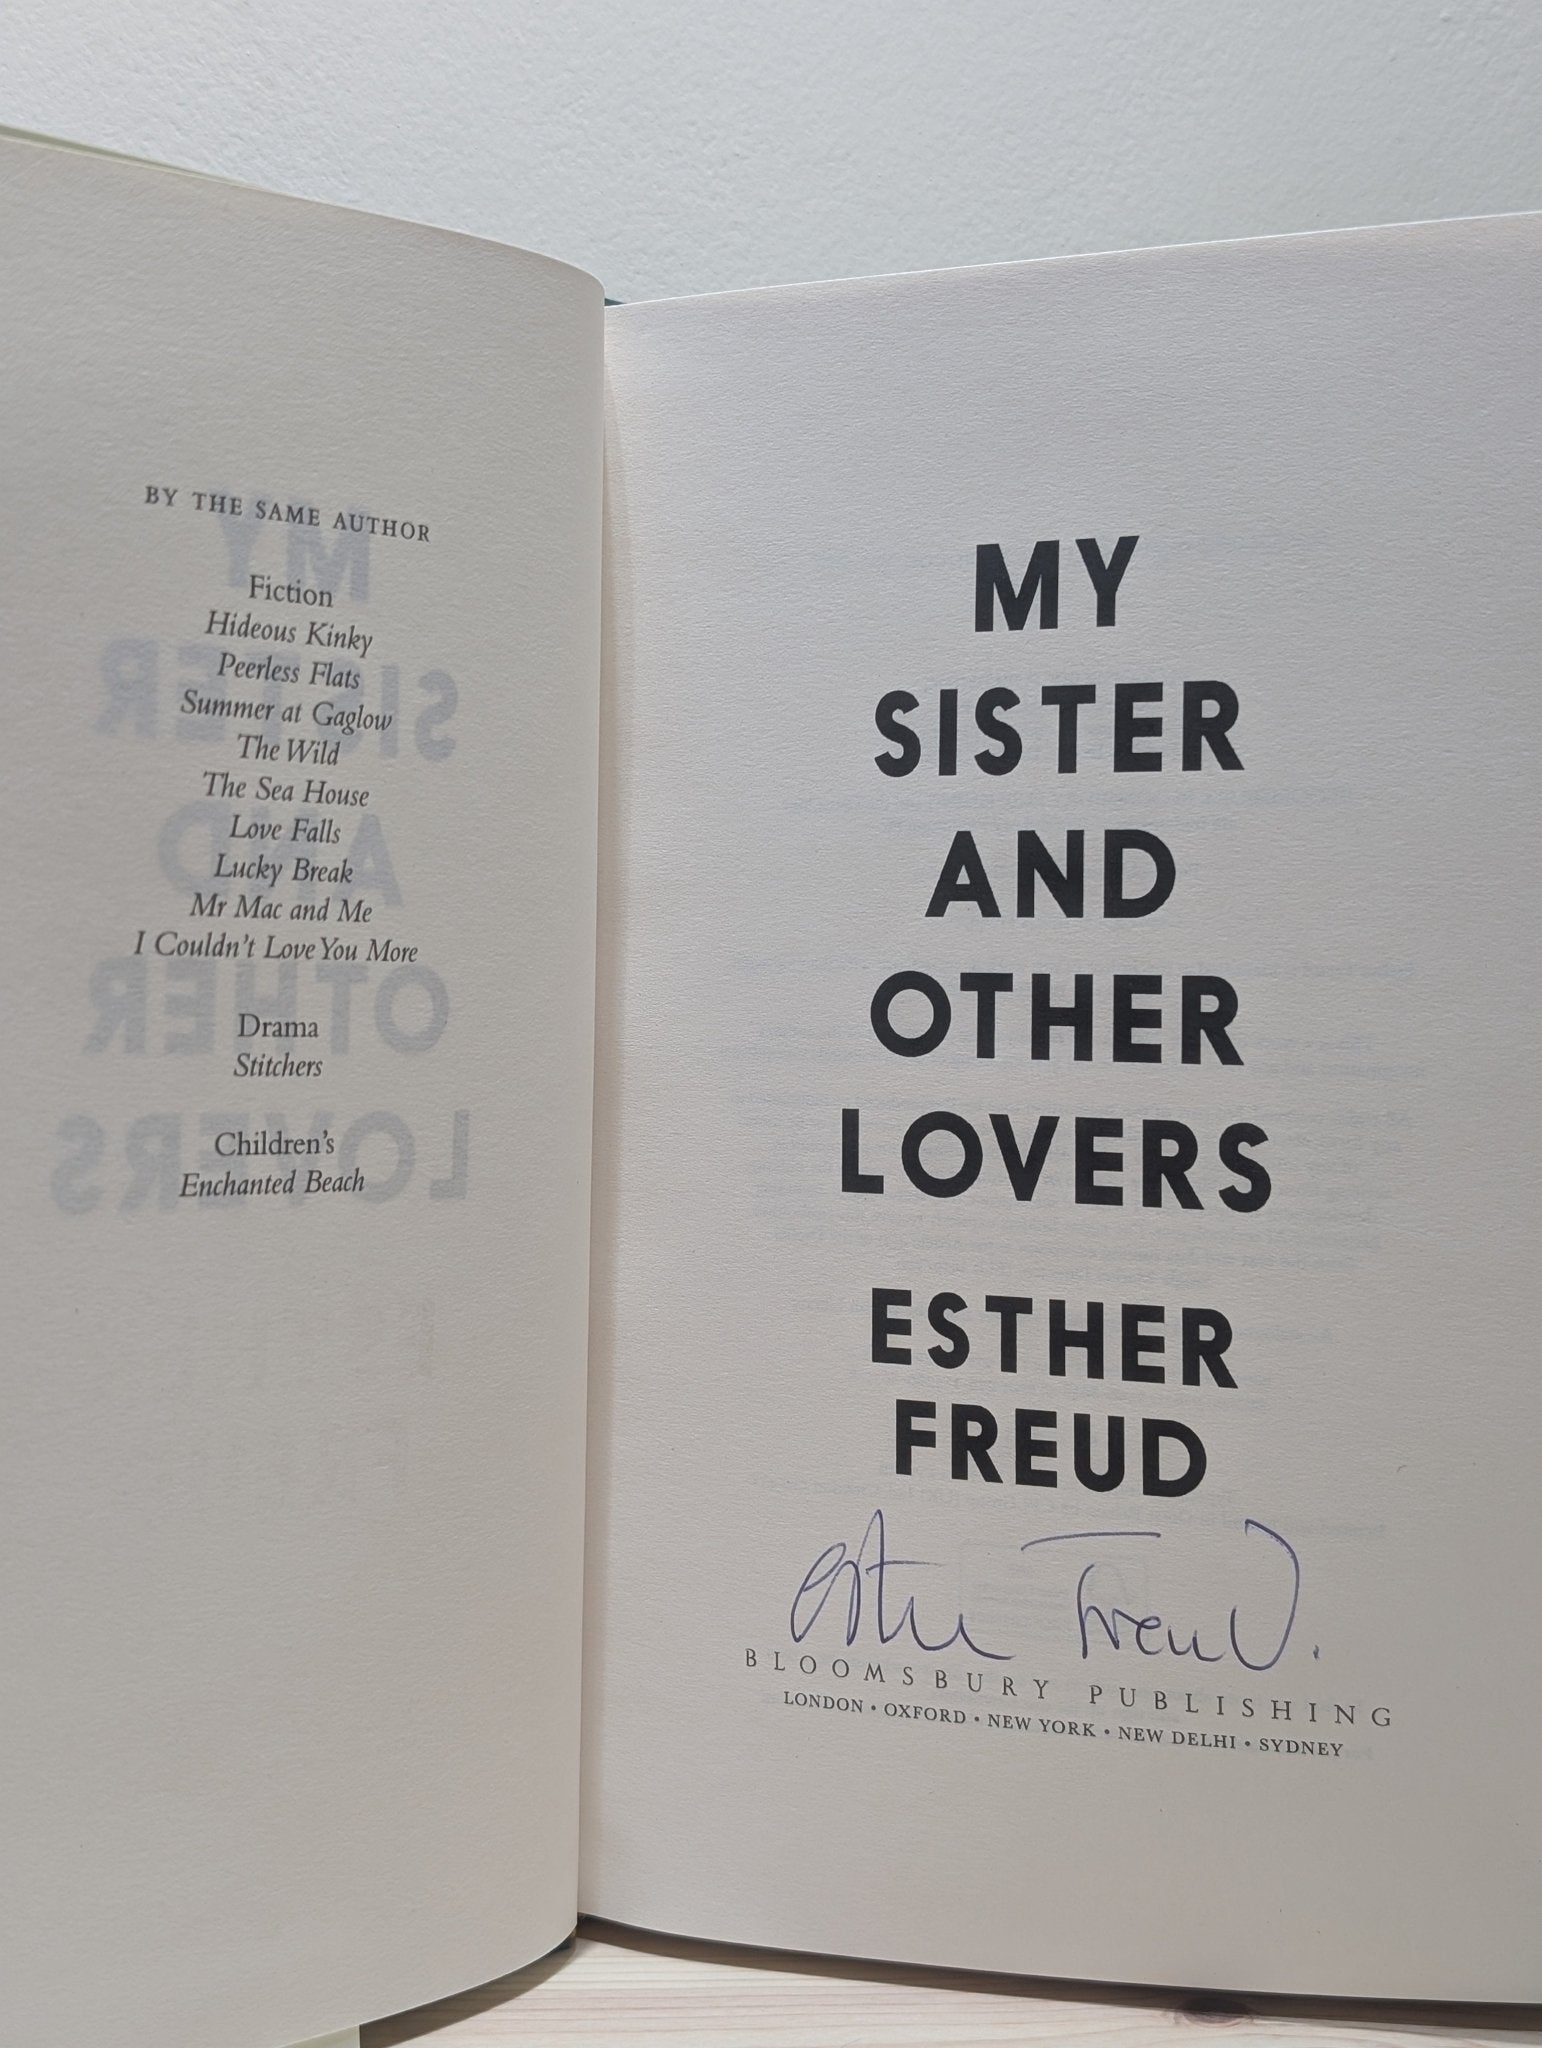 BY THE SAME AUTHOR
Fiction
Hideous Kinky
Peerless Flats
Summer at Gaglow
The Wild
The Sea House
Love Falls
Lucky Break
Mr Mac and Me
I Couldn't Love You More
Drama
Stitchers
Children's
Enchanted Beach
MY
SISTER
AND
OTHER
LOVERS
ESTHER
FREUD
Esther Freud.
BLOOMSBURY PUBLISHING
LONDON • OXFORD • NEW YORK • NEW DELHI • SYDNEY